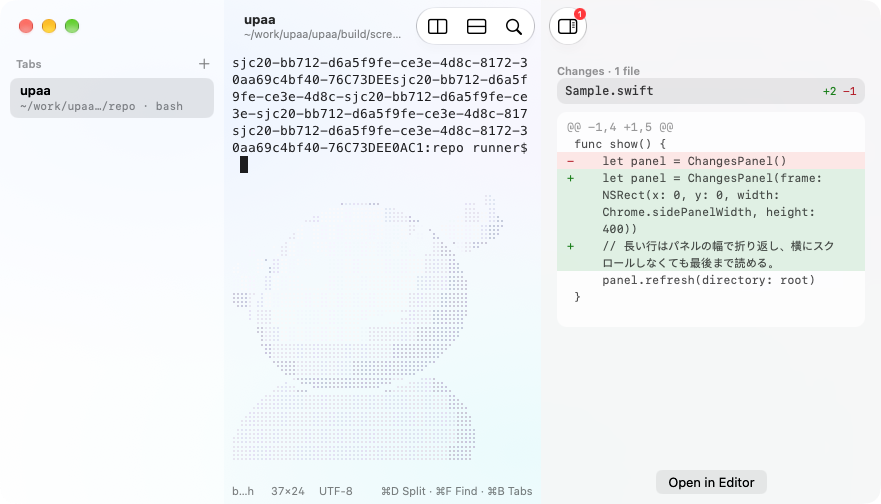 upaa
~/work/upaa/upaa/build/scre…
1
Tabs
upaa
~/work/upaa…/repo · bash
sjc20-bb712-d6a5f9fe-ce3e-4d8c-8172-3
0aa69c4bf40-76C73DEEsjc20-bb712-d6a5f
9fe-ce3e-4d8c-sjc20-bb712-d6a5f9fe-ce
3e-sjc20-bb712-d6a5f9fe-ce3e-4d8c-817
sjc20-bb712-d6a5f9fe-ce3e-4d8c-8172-3
0aa69c4bf40-76C73DEE0AC1:repo runner$
b…h 37×24 UTF-8 ⌘D Split · ⌘F Find · ⌘B Tabs
Changes · 1 file
Sample.swift +2 −1
@@ −1,4 +1,5 @@
func show() {
− let panel = ChangesPanel()
+ let panel = ChangesPanel(frame:
NSRect(x: 0, y: 0, width:
Chrome.sidePanelWidth, height:
400))
+ // 長い行はパネルの幅で折り返し、横にスク
ロールしなくても最後まで読める。
panel.refresh(directory: root)
}
Open in Editor